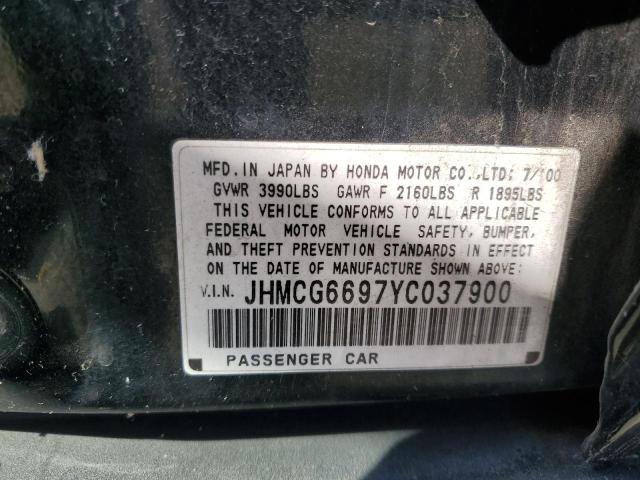 MFD. IN JAPAN BY HONDA MOTOR CO.,LTD: 7/00
GVWR 3990LBS GAWR F 2160LBS R 1895LBS
THIS VEHICLE CONFORMS TO ALL APPLICABLE
FEDERAL MOTOR VEHICLE SAFETY, BUMPER,
AND THEFT PREVENTION STANDARDS IN EFFECT
ON THE DATE OF MANUFACTURE SHOWN ABOVE:
V.I.N. JHMCG6697YC037900
PASSENGER CAR